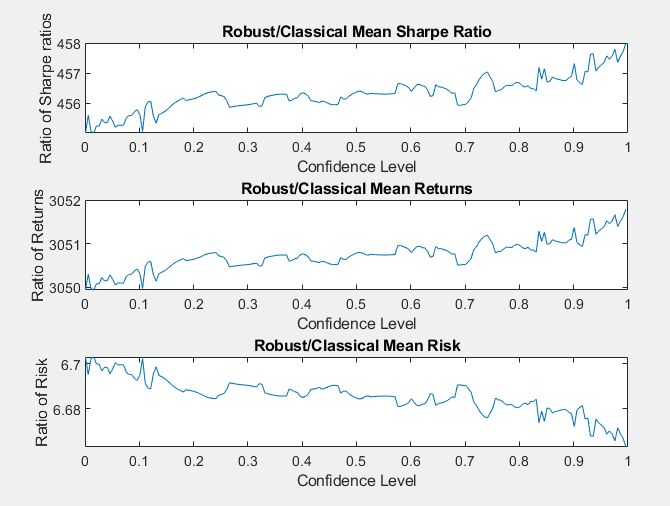 Robust/Classical Mean Sharpe Ratio
458
457
456
Ratio of Sharpe ratios
0 0.1 0.2 0.3 0.4 0.5 0.6 0.7 0.8 0.9 1
Confidence Level
Robust/Classical Mean Returns
3052
3051
3050
Ratio of Returns
0 0.1 0.2 0.3 0.4 0.5 0.6 0.7 0.8 0.9 1
Confidence Level
Robust/Classical Mean Risk
6.7
6.68
Ratio of Risk
0 0.1 0.2 0.3 0.4 0.5 0.6 0.7 0.8 0.9 1
Confidence Level